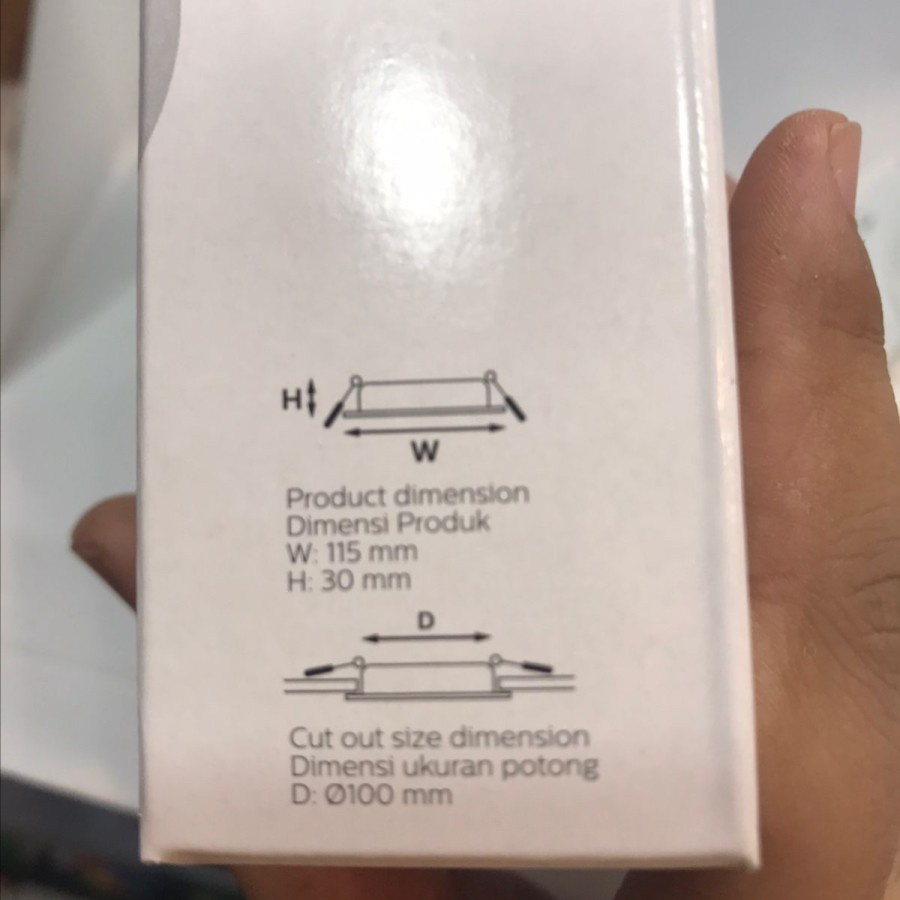 H
W
Product dimension
Dimensi Produk
W: 115 mm
H: 30 mm
D
Cut out size dimension
Dimensi ukuran potong
D: Ø100 mm